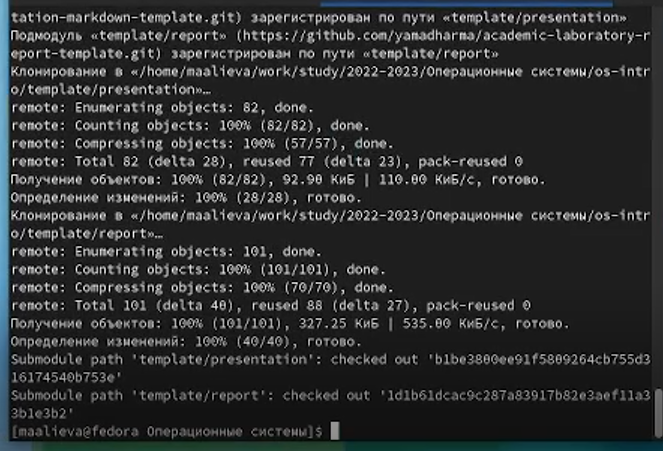 tation-markdown-template.git) зарегистрирован по пути «template/presentation»
Подмодуль «template/report» (https://github.com/yamadharma/academic-laboratory-r
eport-template.git) зарегистрирован по пути «template/report»
Клонирование в «/home/maalieva/work/study/2022-2023/Операционные системы/os-intr
o/template/presentation»…
remote: Enumerating objects: 82, done.
remote: Counting objects: 100% (82/82), done.
remote: Compressing objects: 100% (57/57), done.
remote: Total 82 (delta 28), reused 77 (delta 23), pack-reused 0
Получение объектов: 100% (82/82), 92.90 КиБ | 110.00 КиБ/с, готово.
Определение изменений: 100% (28/28), готово.
Клонирование в «/home/maalieva/work/study/2022-2023/Операционные системы/os-intr
o/template/report»…
remote: Enumerating objects: 101, done.
remote: Counting objects: 100% (101/101), done.
remote: Compressing objects: 100% (70/70), done.
remote: Total 101 (delta 40), reused 88 (delta 27), pack-reused 0
Получение объектов: 100% (101/101), 327.25 КиБ | 535.00 КиБ/с, готово.
Определение изменений: 100% (40/40), готово.
Submodule path 'template/presentation': checked out 'b1be3800ee91f5809264cb755d3
16174540b753e'
Submodule path 'template/report': checked out '1d1b61dcac9c287a83917b82e3aef11a3
3b1e3b2'
[maalieva@fedora Операционные системы]$